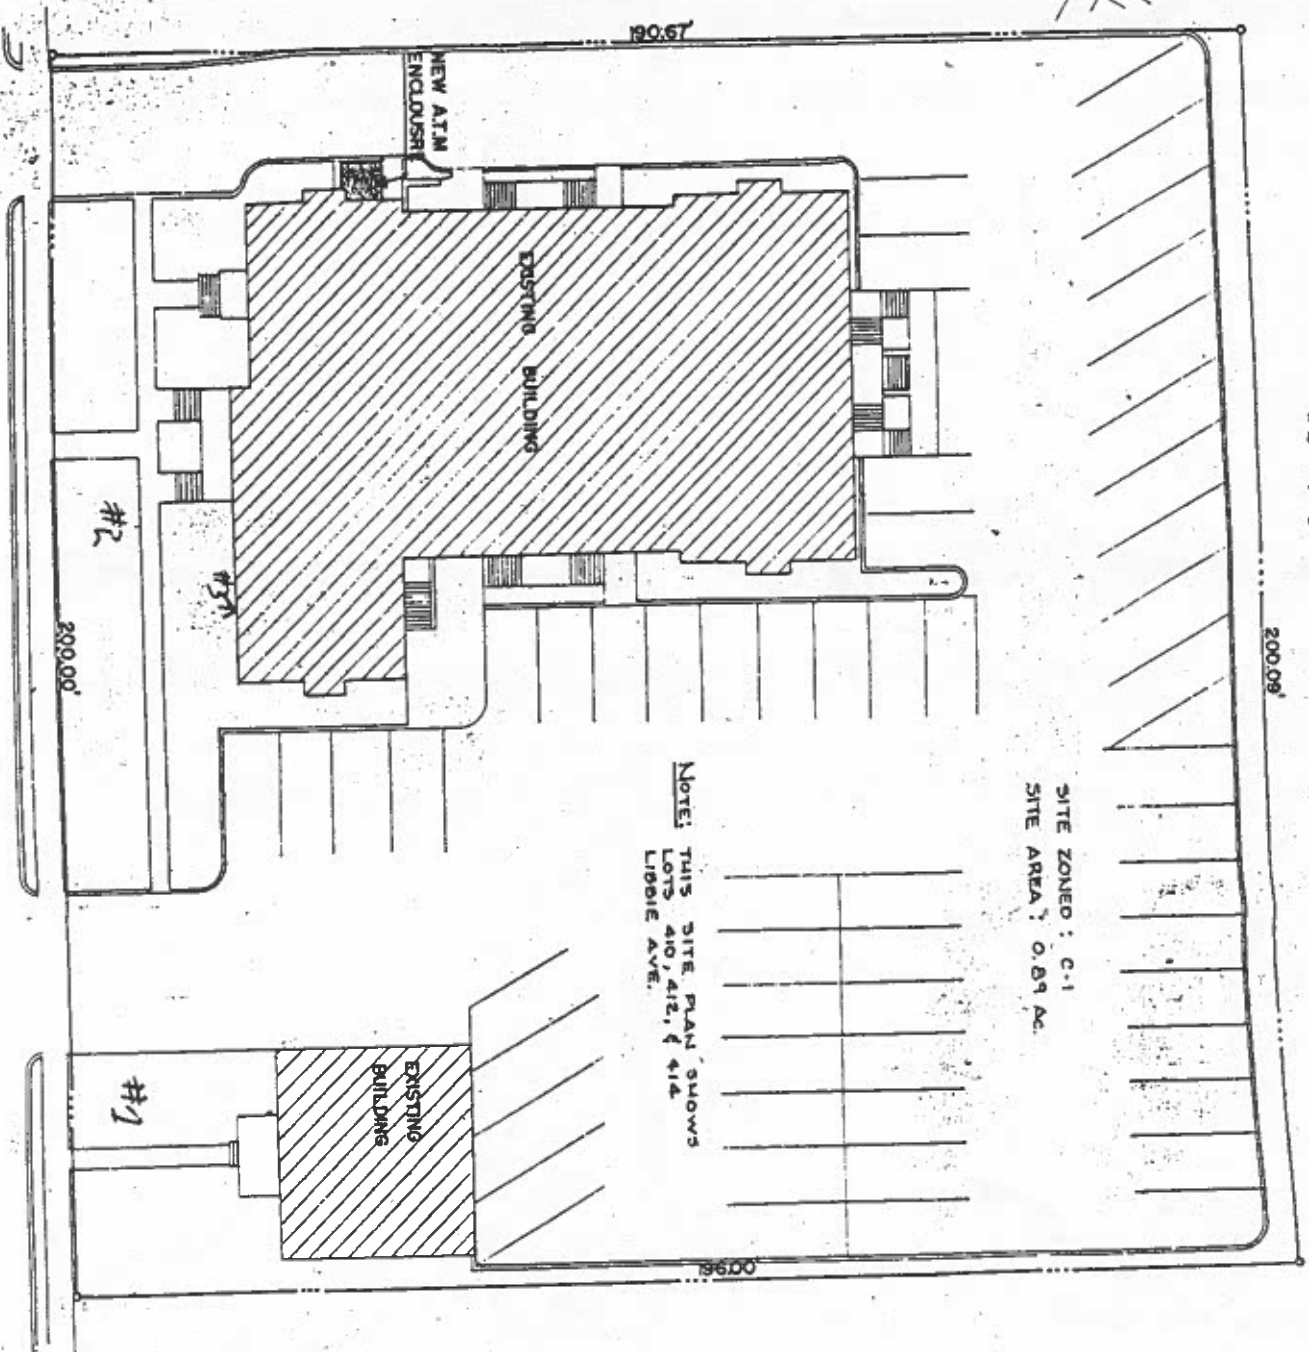 190.67'
NEW A.T.M
ENCLOUSRE
EXISTING BUILDING
#2
#3
200.00'
200.09'
SITE ZONED : C-1
SITE AREA : 0.89 AC.
NOTE: THIS SITE PLAN SHOWS
LOTS 410, 412, & 414
LIBBIE AVE.
EXISTING
BUILDING
#1
196.00'